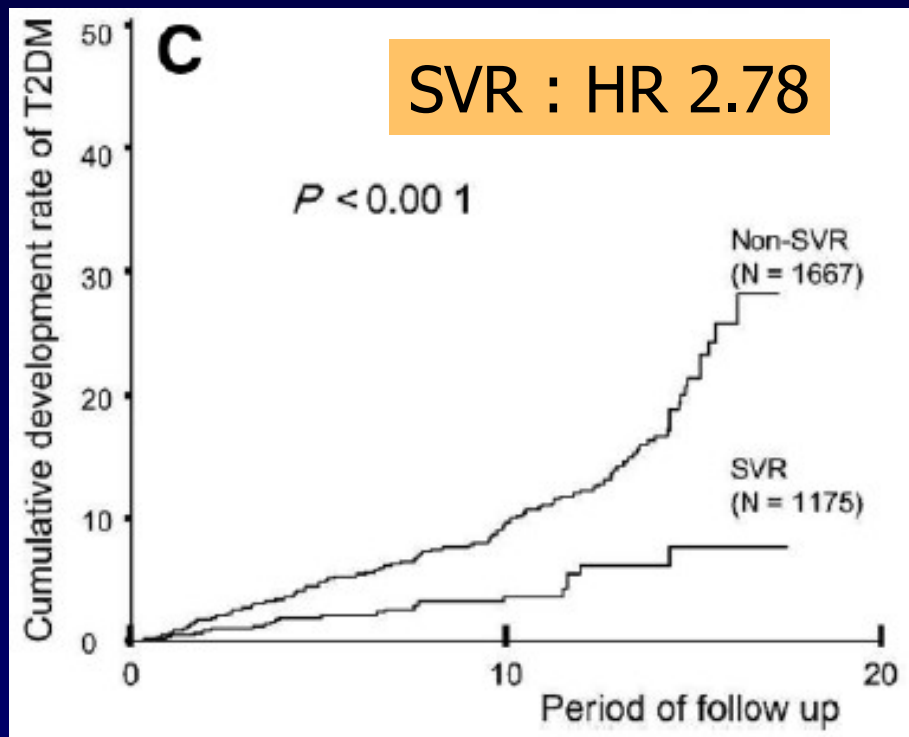 C
SVR : HR 2.78
P < 0.00 1
Cumulative development rate of T2DM
50
40
30
20
10
0
Non-SVR
(N = 1667)
SVR
(N = 1175)
0
10
20
Period of follow up